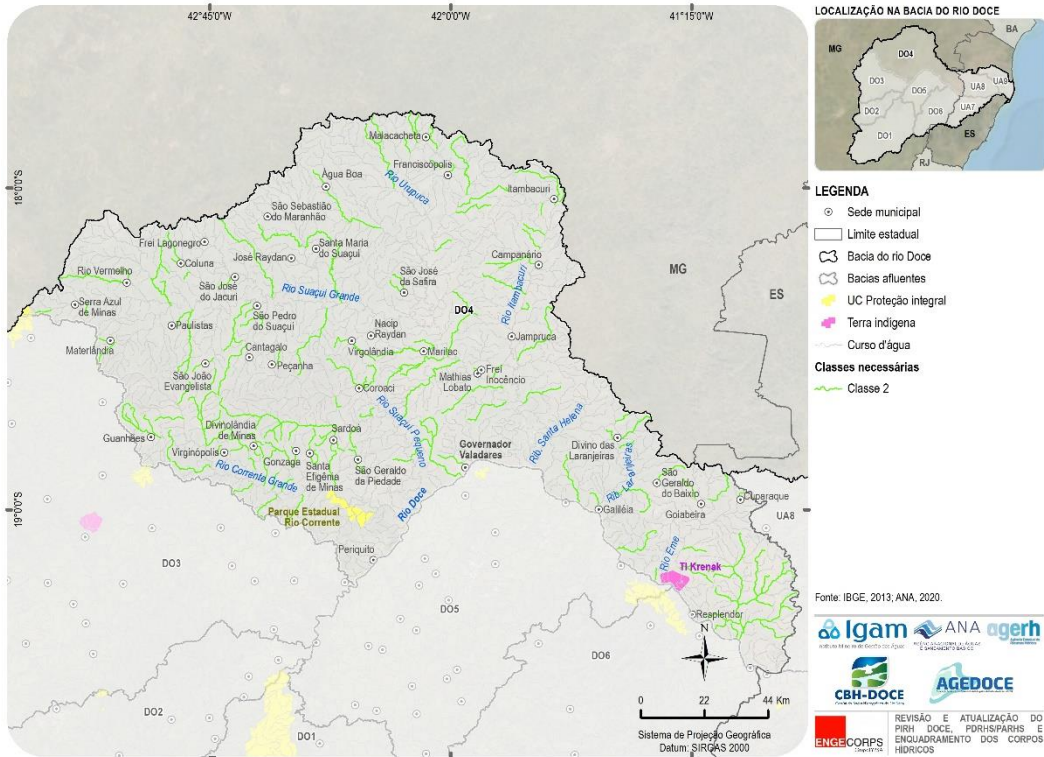 42°45'0"W
42°0'0"W
41°15'0"W
18°0'0"S
19°0'0"S
Malacacheta
Franciscópolis
Rio Urupuca
Água Boa
Itambacuri
São Sebastião
do Maranhão
Frei Lagonegro
Coluna
José Raydan
Santa Maria
do Suaçuí
Campanário
Rio Vermelho
São José
do Jacuri
São José
da Safira
Rio Suaçuí Grande
Rio Itambacuri
Serra Azul
de Minas
São Pedro
do Suaçuí
DO4
MG
ES
Paulistas
Nacip
Raydan
Jampruca
Materlândia
Cantagalo
Virgolândia
Marilac
Peçanha
São João
Evangelista
Mathias
Lobato
Frei
Inocêncio
Coroaci
Rio Suaçuí Pequeno
Rib. Santa Helena
Guanhães
Divinolândia
de Minas
Sardoá
Governador
Valadares
Divino das
Laranjeiras
Virginópolis
Gonzaga
Santa
Efigênia
de Minas
São Geraldo
da Piedade
Rib. Laranjeiras
São
Geraldo
do Baixio
Rio Corrente Grande
Rio Doce
Galiléia
Goiabeira
Cuparaque
UA8
Parque Estadual
Rio Corrente
Periquito
Rio Eme
TI Krenak
DO3
DO5
DO6
Resplendor
DO2
DO1
N
0 22 44 Km
Sistema de Projeção Geográfica
Datum: SIRGAS 2000
LOCALIZAÇÃO NA BACIA DO RIO DOCE
MG
BA
DO4
DO3
DO5
UA8
UA9
DO2
DO6
UA7
DO1
ES
RJ
LEGENDA
Sede municipal
Limite estadual
Bacia do rio Doce
Bacias afluentes
UC Proteção integral
Terra indígena
Curso d'água
Classes necessárias
Classe 2
Fonte: IBGE, 2013; ANA, 2020.
Igam
ANA
agerh
CBH-DOCE
AGEDOCE
ENGECORPS
REVISÃO E ATUALIZAÇÃO DO
PIRH DOCE, PDRHS/PARHS E
ENQUADRAMENTO DOS CORPOS
HÍDRICOS